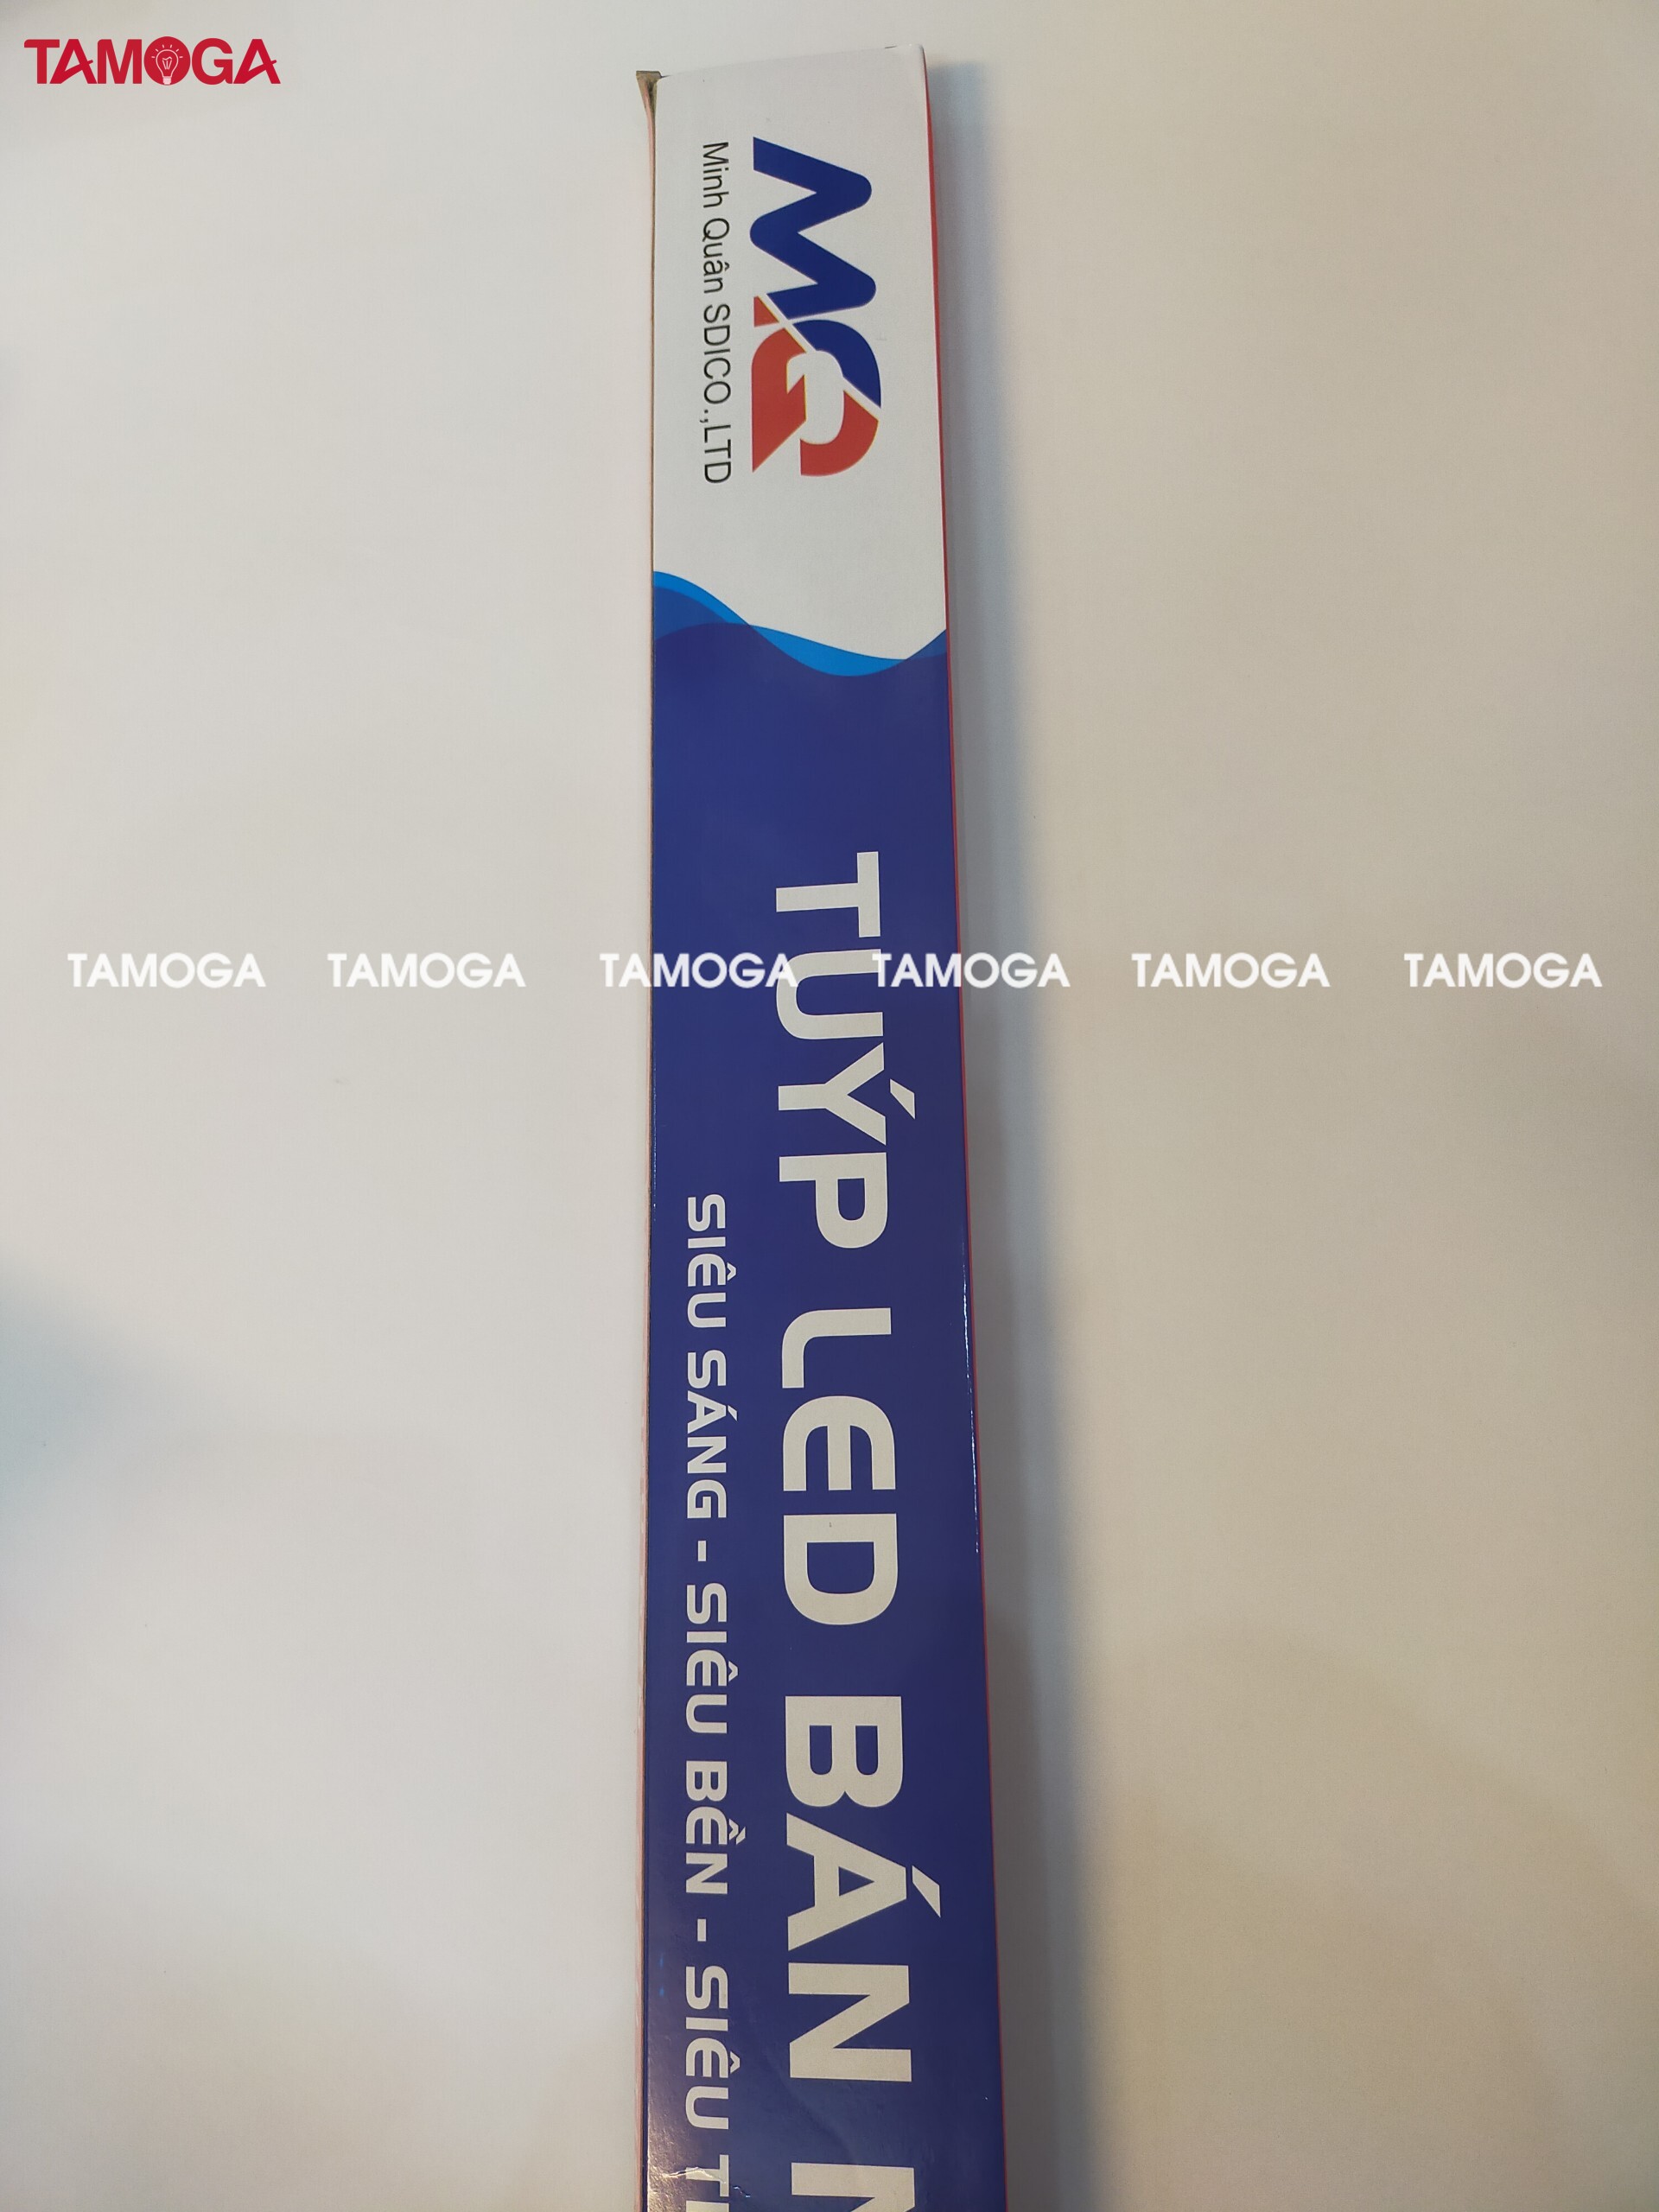 TAMOGA
MQ
Minh Quân SDICO.,LTD
TAMOGA TAMOGA TAMOGA TAMOGA TAMOGA TAMOGA
TUÝP LED BÁN
SIÊU SÁNG - SIÊU BỀN - SIÊU